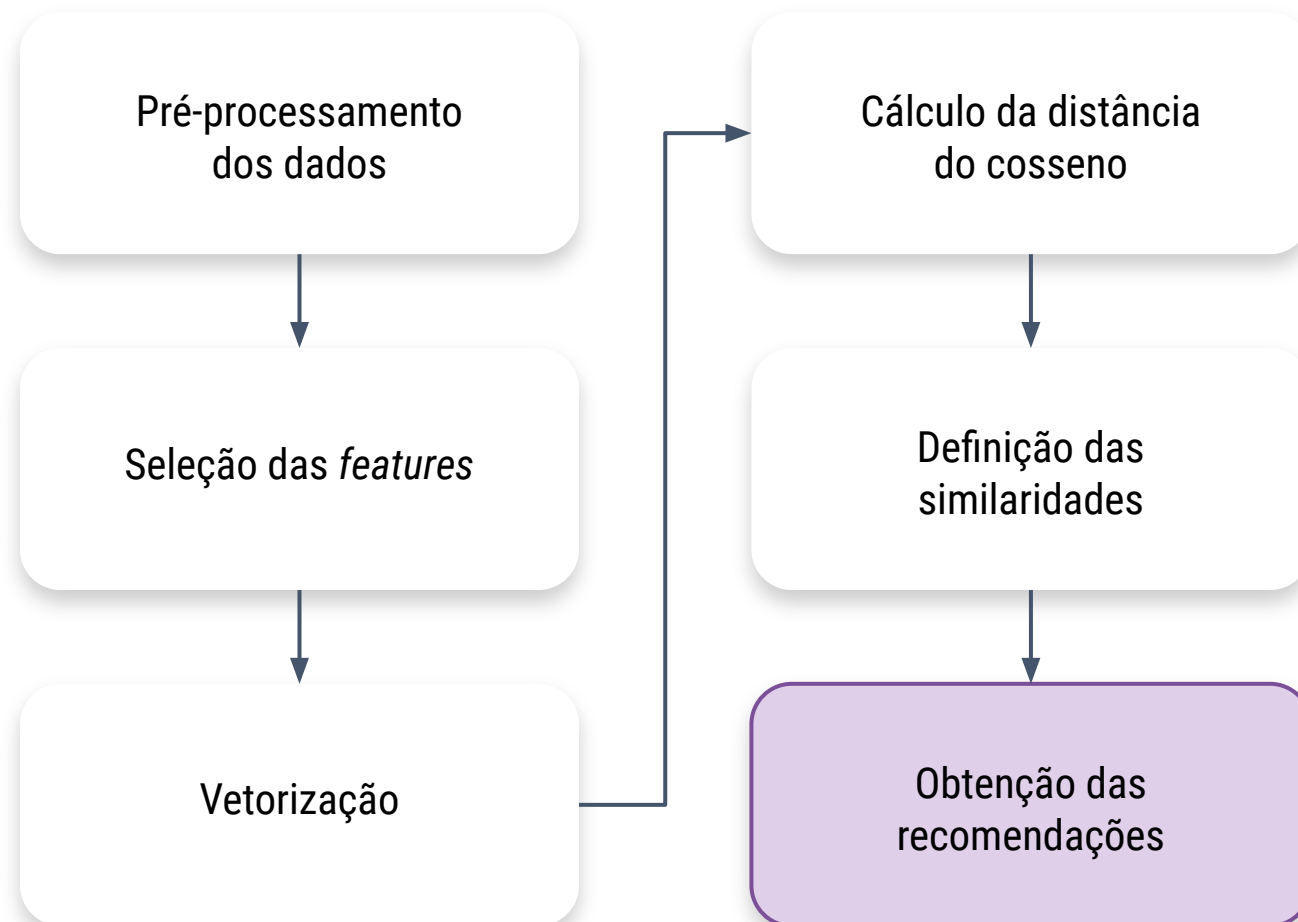 Pré-processamento
dos dados
Seleção das features
Vetorização
Cálculo da distância
do cosseno
Definição das
similaridades
Obtenção das
recomendações